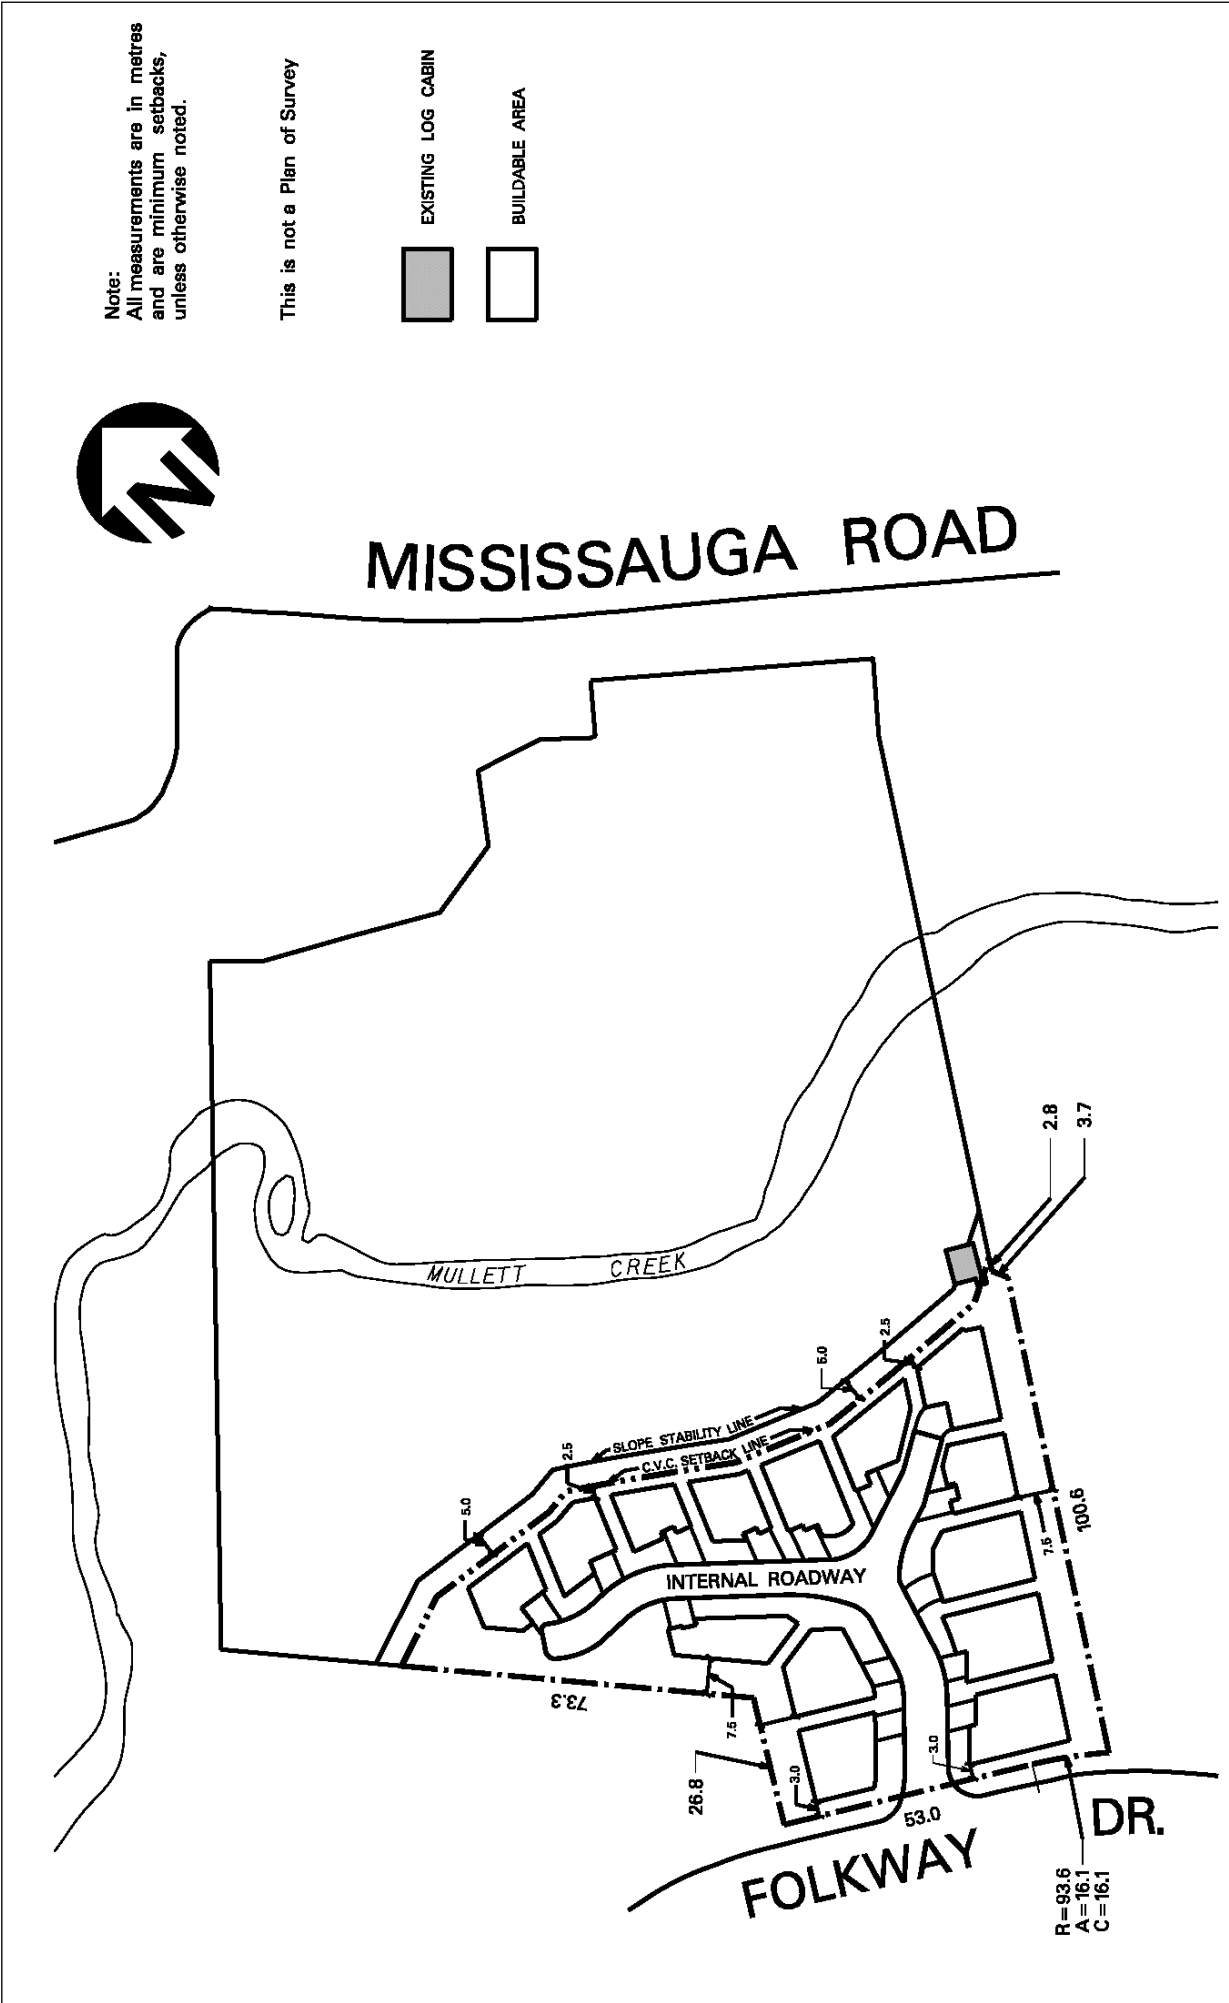 Note:
All measurements are in metres
and are minimum setbacks,
unless otherwise noted.
This is not a Plan of Survey
EXISTING LOG CABIN
BUILDABLE AREA
N
MISSISSAUGA ROAD
MULLETT CREEK
2.8
3.7
2.5
5.0
SLOPE STABILITY LINE
C.V.C. SETBACK LINE
2.5
5.0
INTERNAL ROADWAY
100.6
7.5
73.3
7.5
26.8
3.0
3.0
53.0
FOLKWAY DR.
R=93.6
A=16.1
C=16.1